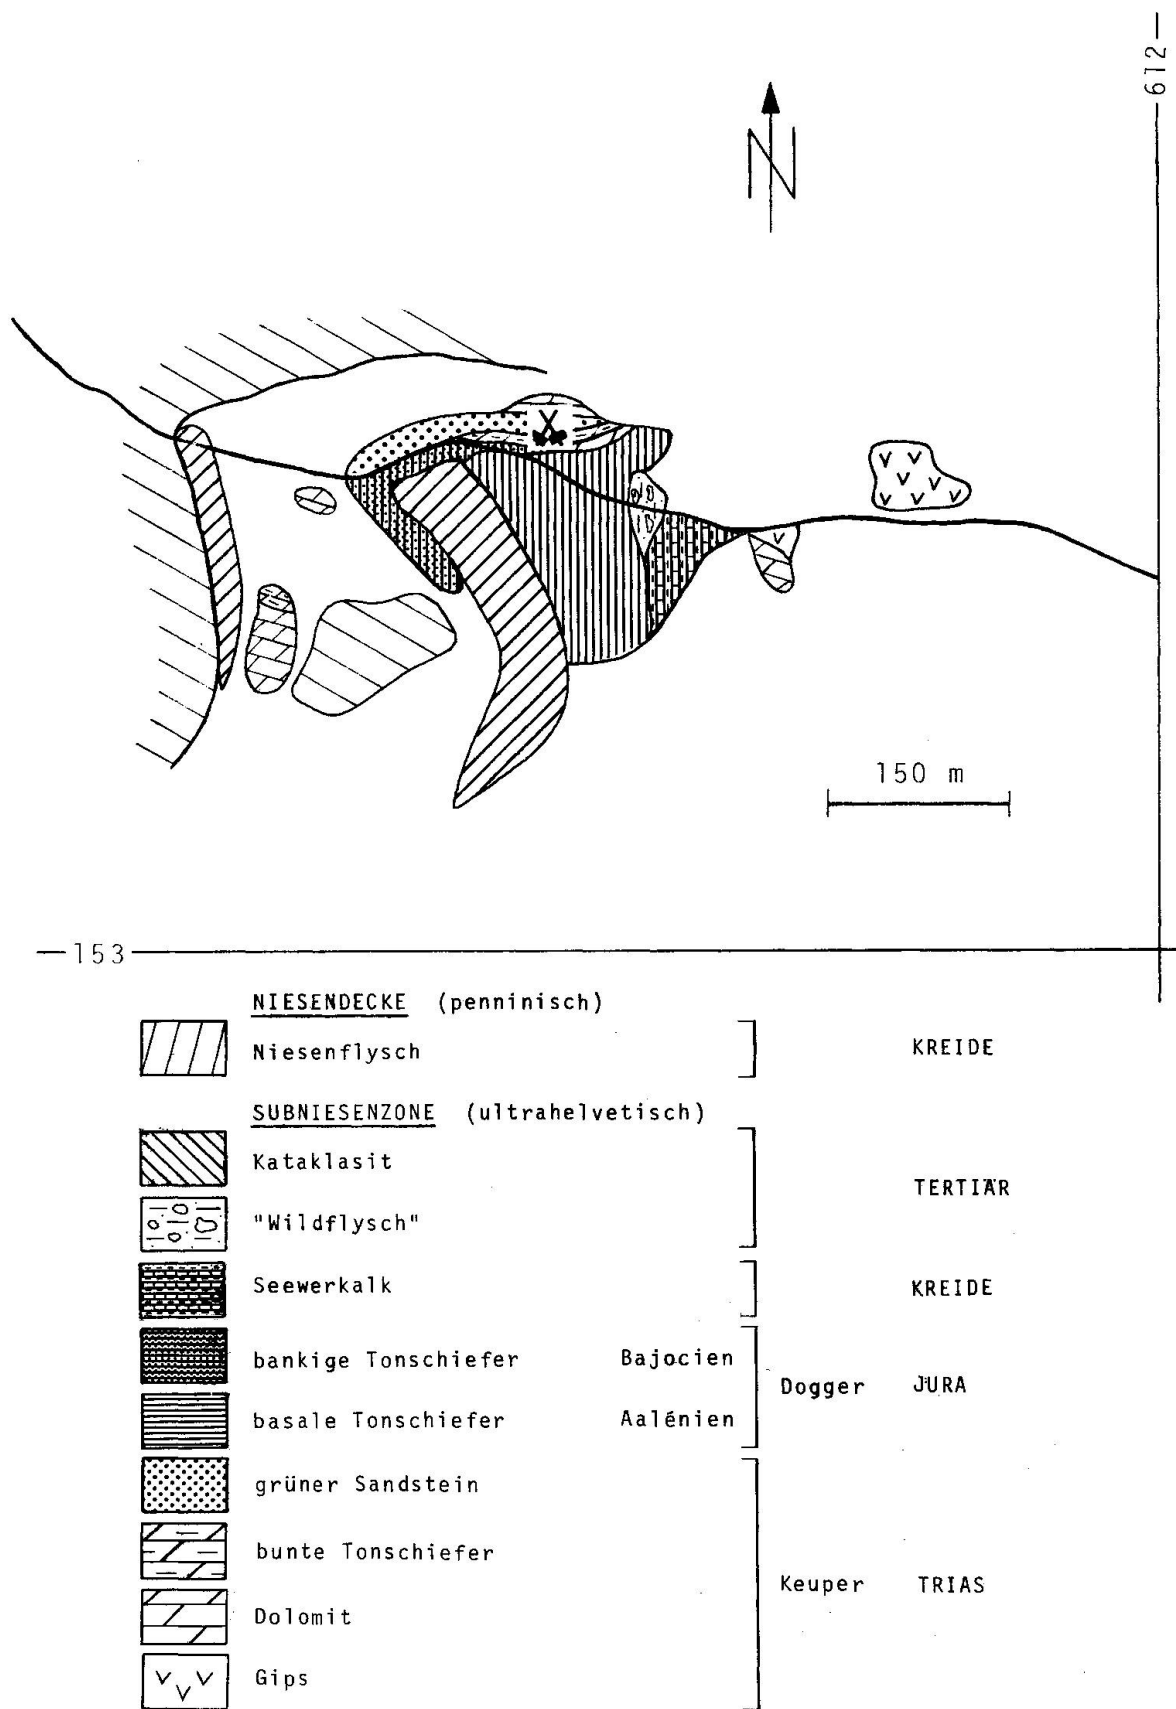 612
N
150 m
153
NIESENDECKE (penninisch)
Niesenflysch KREIDE
SUBNIESENZONE (ultrahelvetisch)
Kataklasit
TERTIÄR
"Wildflysch"
Seewerkalk KREIDE
bankige Tonschiefer Bajocien
Dogger JURA
basale Tonschiefer Aalénien
grüner Sandstein
bunte Tonschiefer
Keuper TRIAS
Dolomit
Gips